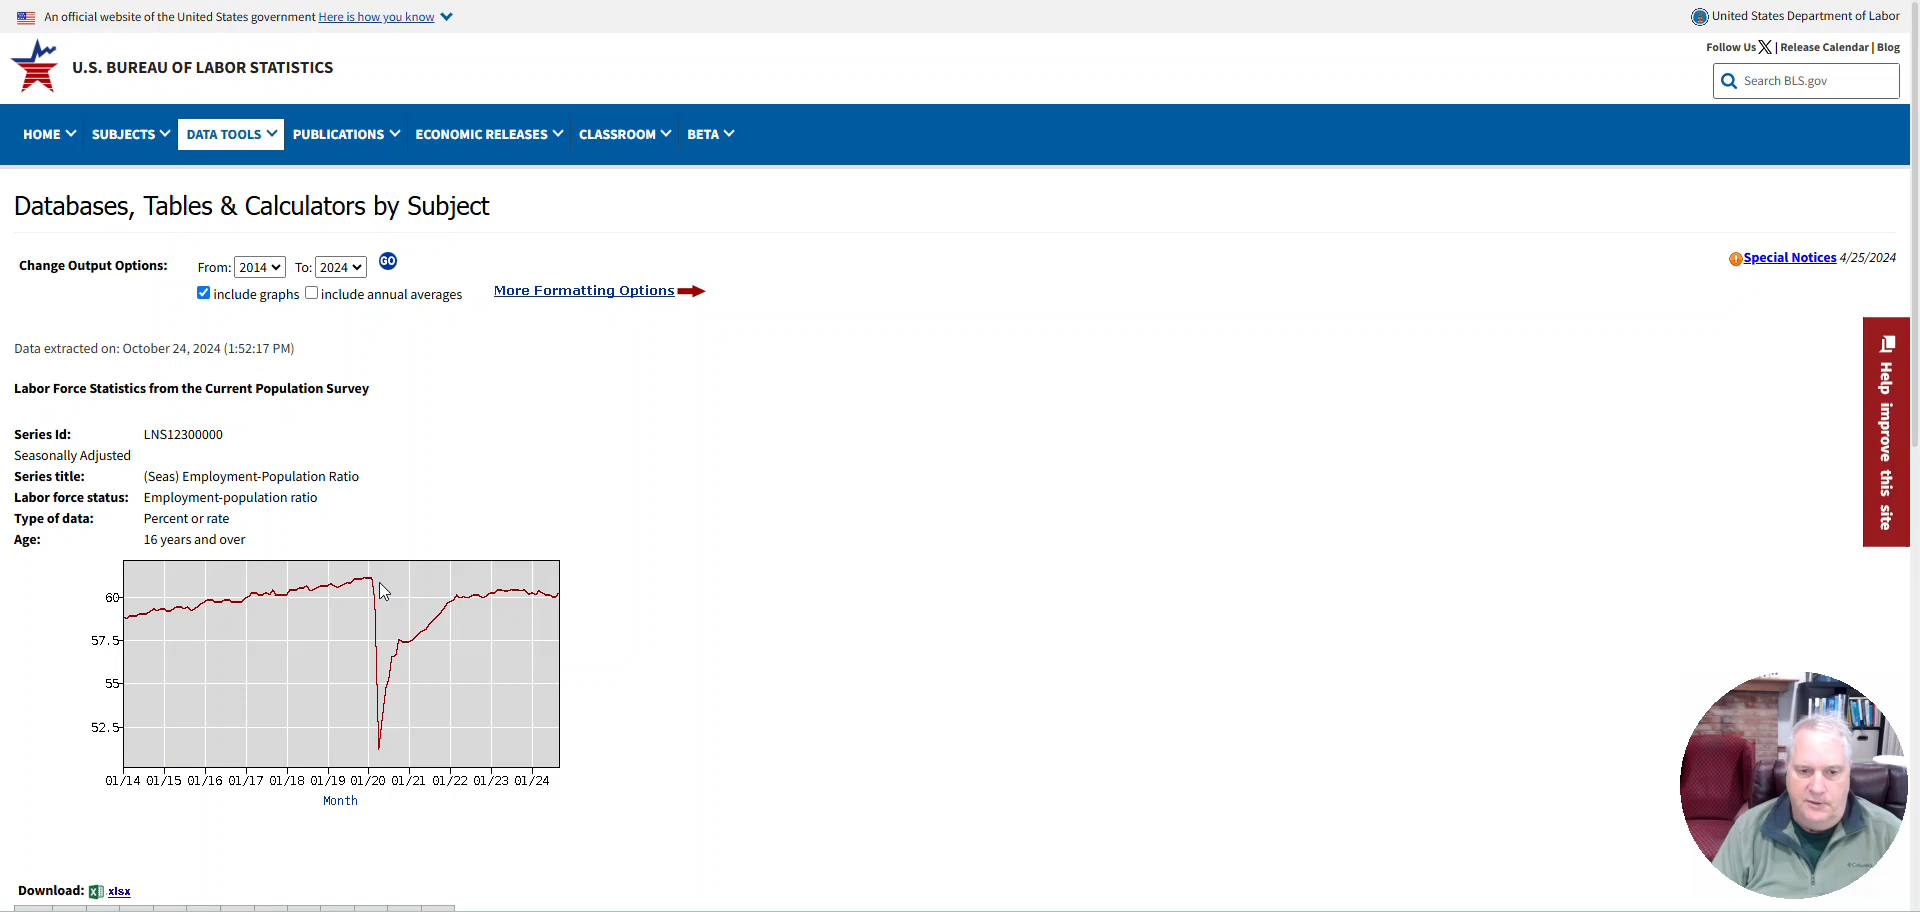 An official website of the United States government Here is how you know
United States Department of Labor
Follow Us X | Release Calendar | Blog
U.S. BUREAU OF LABOR STATISTICS
Search BLS.gov
HOME SUBJECTS DATA TOOLS PUBLICATIONS ECONOMIC RELEASES CLASSROOM BETA
Databases, Tables & Calculators by Subject
Change Output Options: From: 2014 To: 2024 GO
Special Notices 4/25/2024
include graphs include annual averages More Formatting Options
Help improve this site
Data extracted on: October 24, 2024 (1:52:17 PM)
Labor Force Statistics from the Current Population Survey
Series Id: LNS12300000
Seasonally Adjusted
Series title: (Seas) Employment-Population Ratio
Labor force status: Employment-population ratio
Type of data: Percent or rate
Age: 16 years and over
60
57.5
55
52.5
01/14 01/15 01/16 01/17 01/18 01/19 01/20 01/21 01/22 01/23 01/24
Month
Download: .xlsx